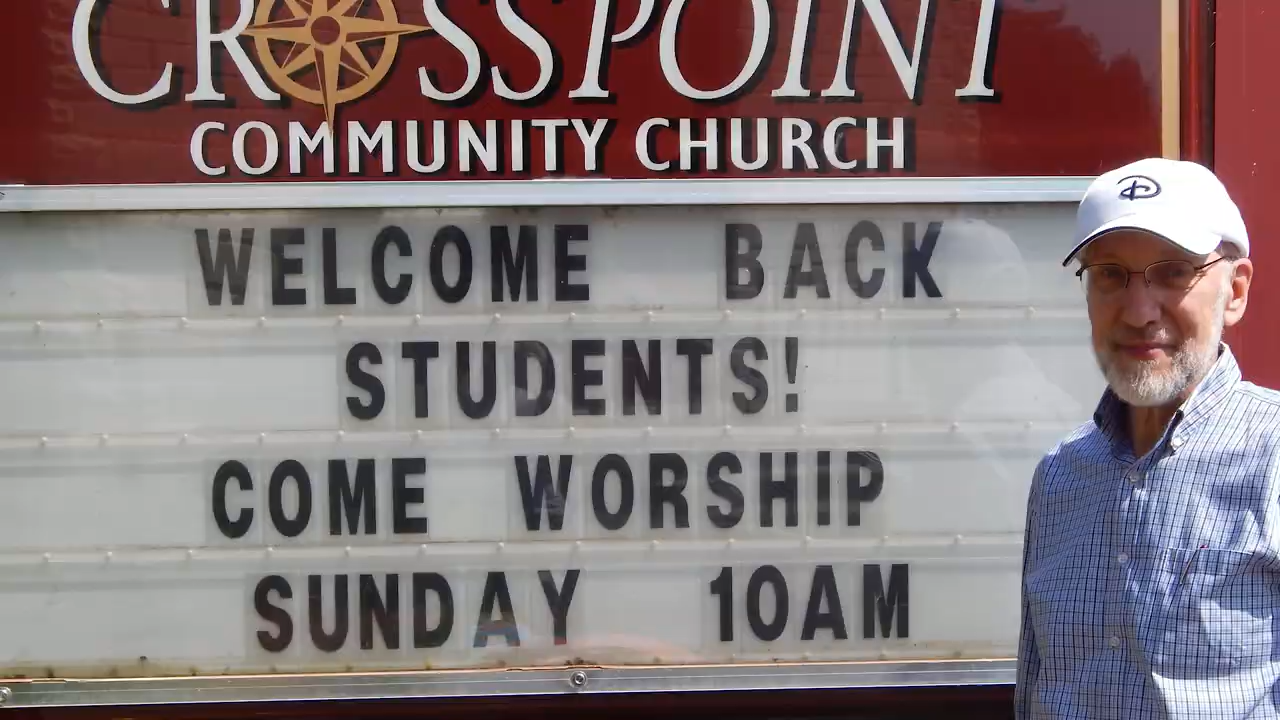 CROSSPOINT
COMMUNITY CHURCH
WELCOME BACK
STUDENTS!
COME WORSHIP
SUNDAY 10AM
D